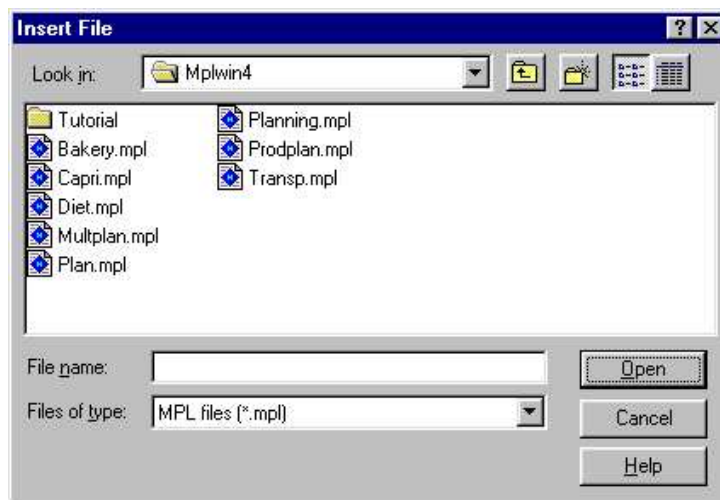 Insert File
Look in: Mplwin4
Tutorial Planning.mpl
Bakery.mpl Prodplan.mpl
Capri.mpl Transp.mpl
Diet.mpl
Multplan.mpl
Plan.mpl
File name: Open
Files of type: MPL files (*.mpl) Cancel
Help